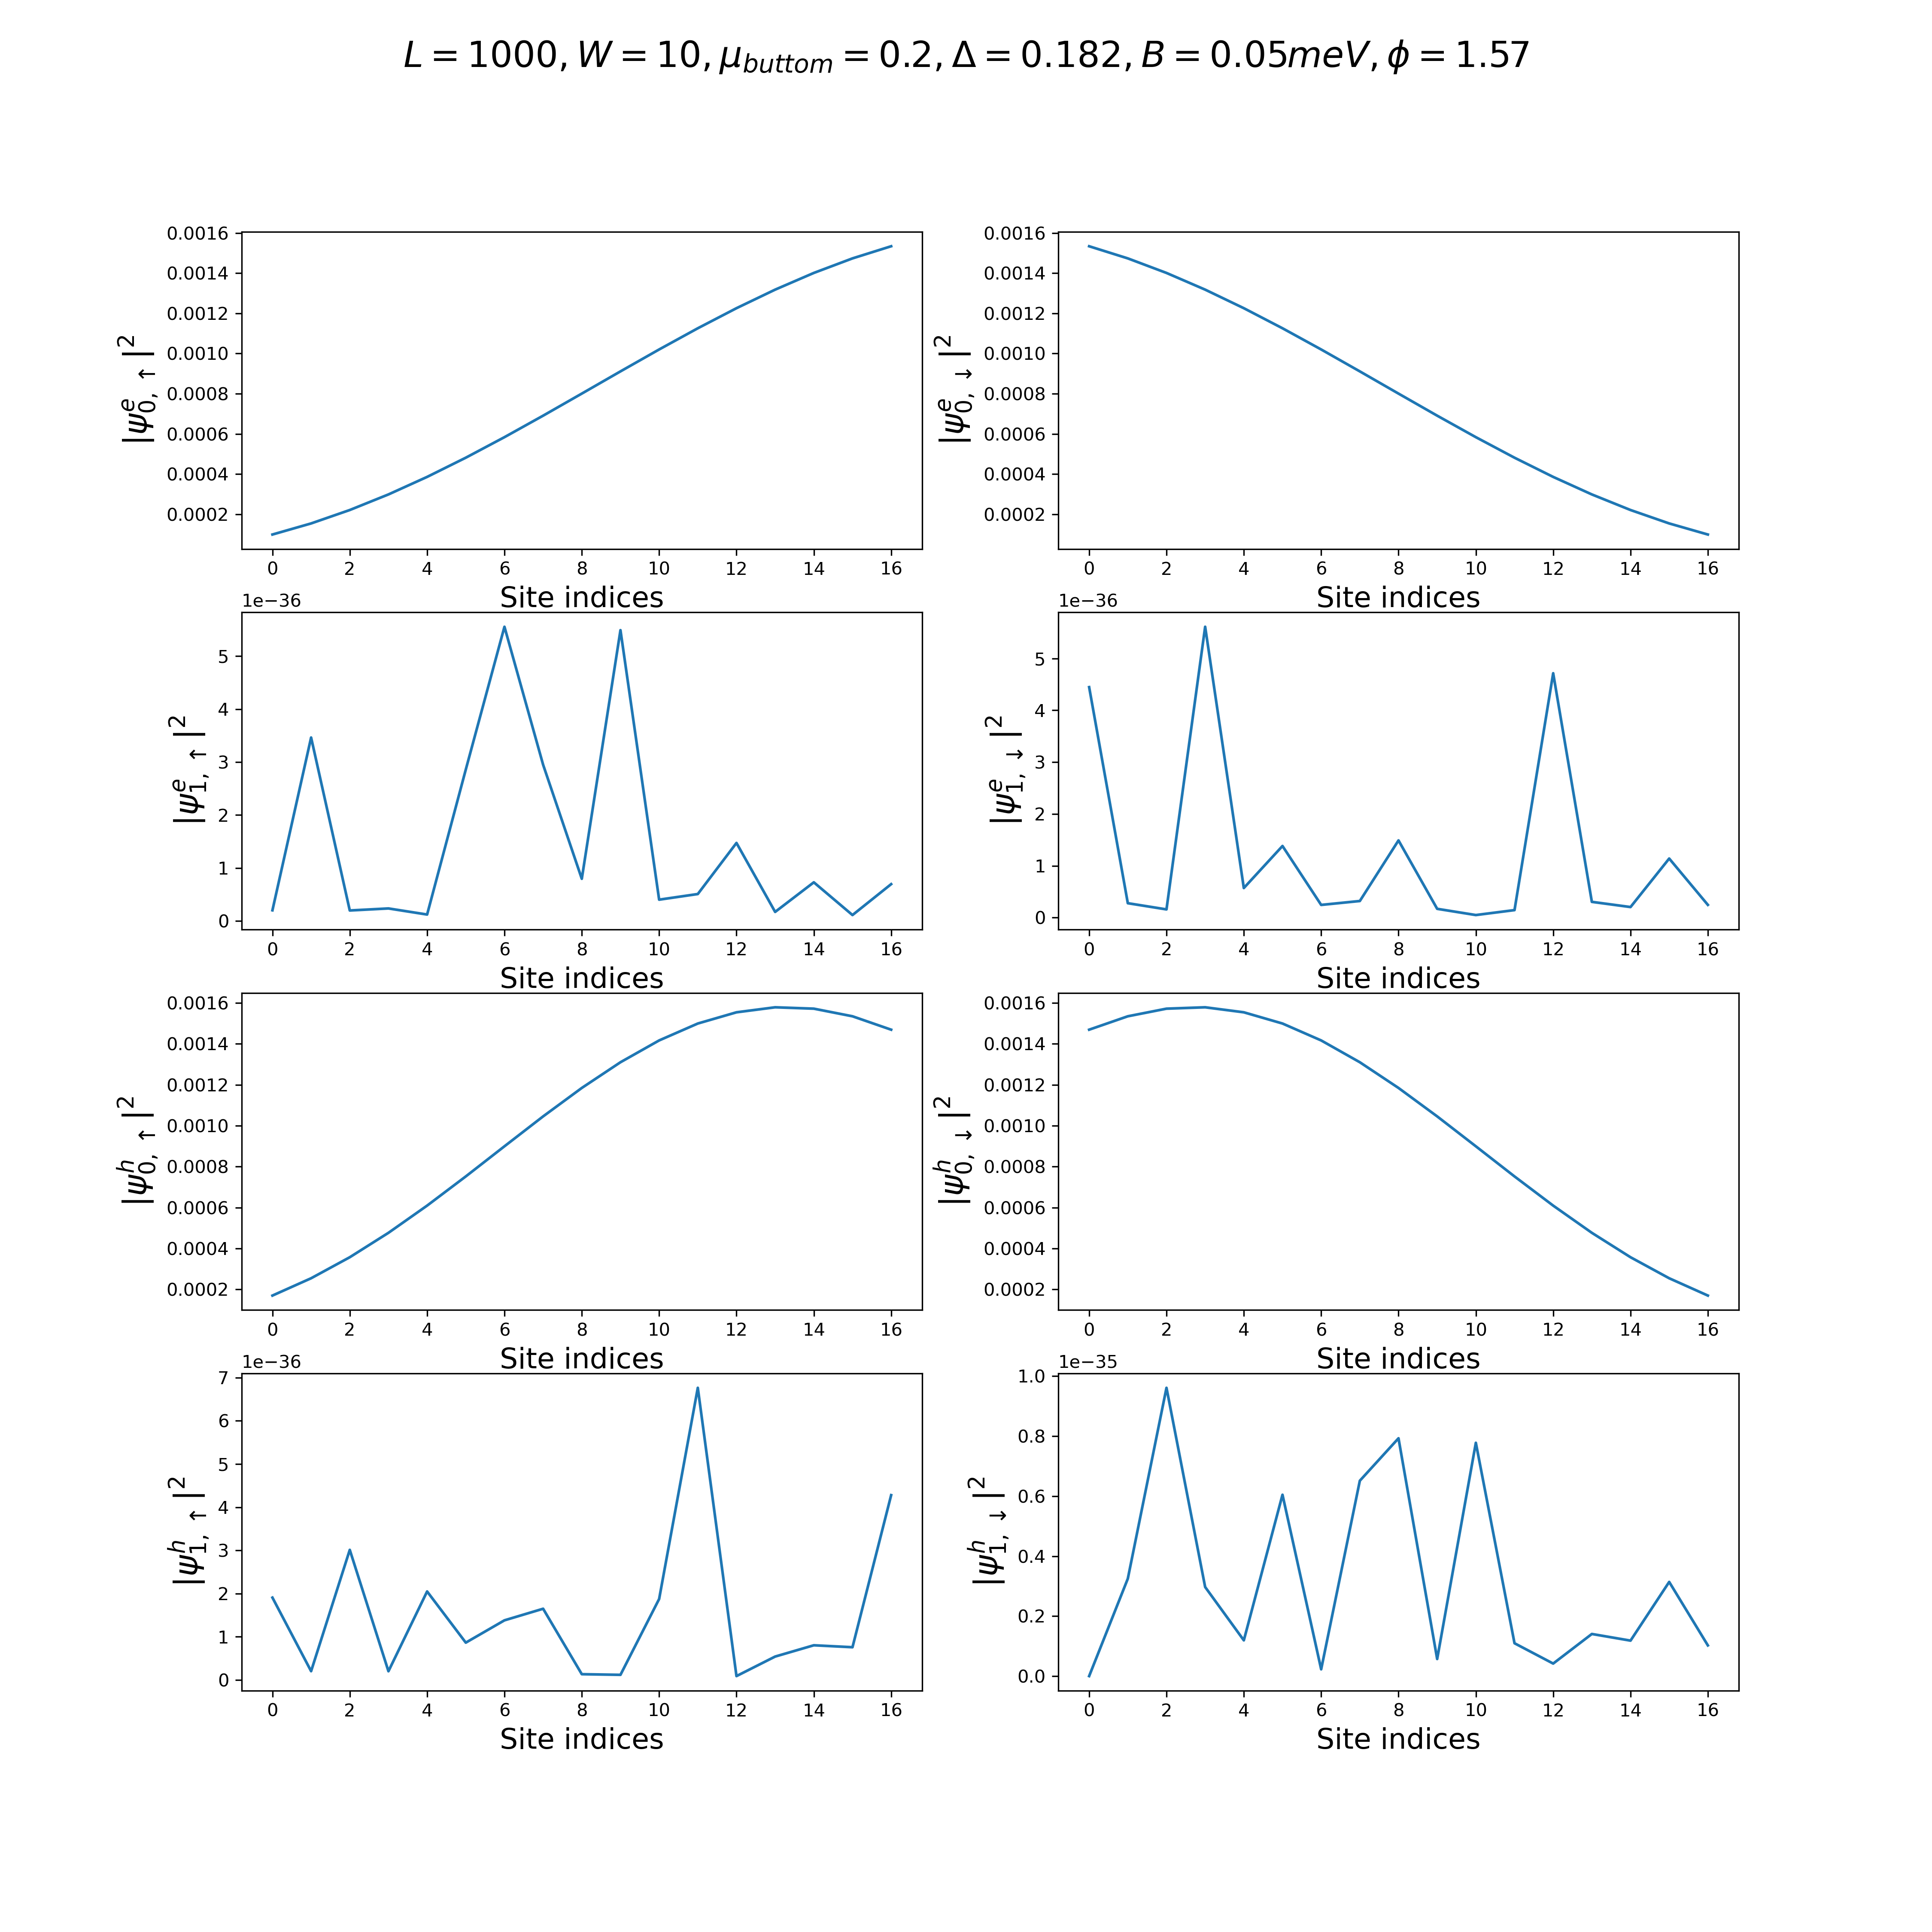 L = 1000, W = 10, μ_buttom = 0.2, Δ = 0.182, B = 0.05meV, ϕ = 1.57
|ψ^e_{0,↑}|^2
0.0016
0.0014
0.0012
0.0010
0.0008
0.0006
0.0004
0.0002
0 2 4 6 8 10 12 14 16
Site indices
|ψ^e_{0,↓}|^2
0.0016
0.0014
0.0012
0.0010
0.0008
0.0006
0.0004
0.0002
0 2 4 6 8 10 12 14 16
Site indices
1e−36
|ψ^e_{1,↑}|^2
5
4
3
2
1
0
0 2 4 6 8 10 12 14 16
Site indices
1e−36
|ψ^e_{1,↓}|^2
5
4
3
2
1
0
0 2 4 6 8 10 12 14 16
Site indices
|ψ^h_{0,↑}|^2
0.0016
0.0014
0.0012
0.0010
0.0008
0.0006
0.0004
0.0002
0 2 4 6 8 10 12 14 16
Site indices
|ψ^h_{0,↓}|^2
0.0016
0.0014
0.0012
0.0010
0.0008
0.0006
0.0004
0.0002
0 2 4 6 8 10 12 14 16
Site indices
1e−36
|ψ^h_{1,↑}|^2
7
6
5
4
3
2
1
0
0 2 4 6 8 10 12 14 16
Site indices
1e−35
|ψ^h_{1,↓}|^2
1.0
0.8
0.6
0.4
0.2
0.0
0 2 4 6 8 10 12 14 16
Site indices